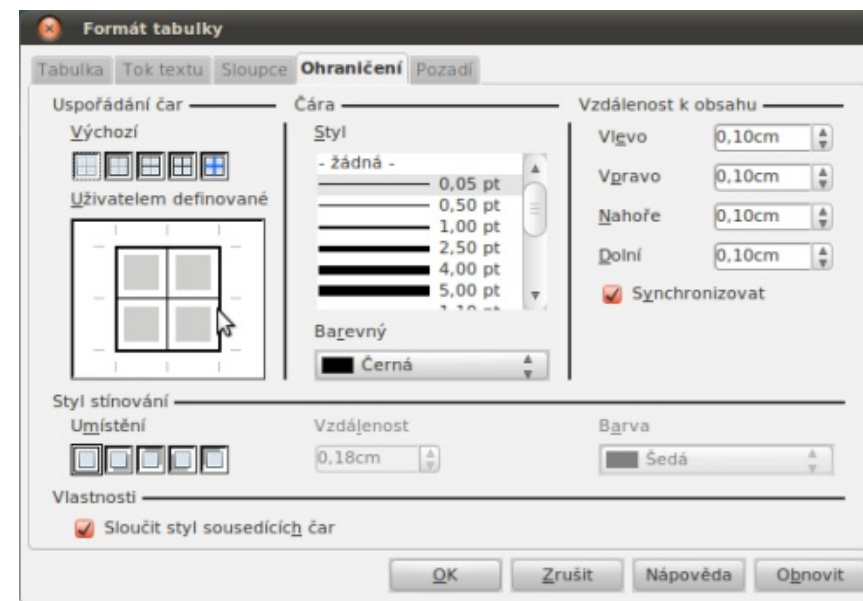 Formát tabulky
Tabulka Tok textu Sloupce Ohraničení Pozadí
Uspořádání čar
Výchozí
Uživatelem definované
Čára
Styl
- žádná -
0,05 pt
0,50 pt
1,00 pt
2,50 pt
4,00 pt
5,00 pt
Barevný
Černá
Vzdálenost k obsahu
Vlevo 0,10cm
Vpravo 0,10cm
Nahoře 0,10cm
Dolní 0,10cm
Synchronizovat
Styl stínování
Umístění
Vzdálenost
0,18cm
Barva
Šedá
Vlastnosti
Sloučit styl sousedících čar
OK Zrušit Nápověda Obnovit